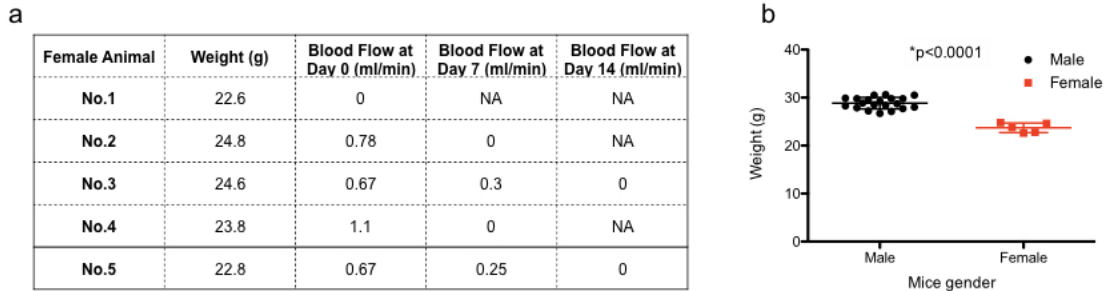 a
Female Animal Weight (g) Blood Flow at Day 0 (ml/min) Blood Flow at Day 7 (ml/min) Blood Flow at Day 14 (ml/min)
No.1 22.6 0 NA NA
No.2 24.8 0.78 0 NA
No.3 24.6 0.67 0.3 0
No.4 23.8 1.1 0 NA
No.5 22.8 0.67 0.25 0
b
*p<0.0001
Male
Female
Weight (g)
40
30
20
10
0
Male Female
Mice gender